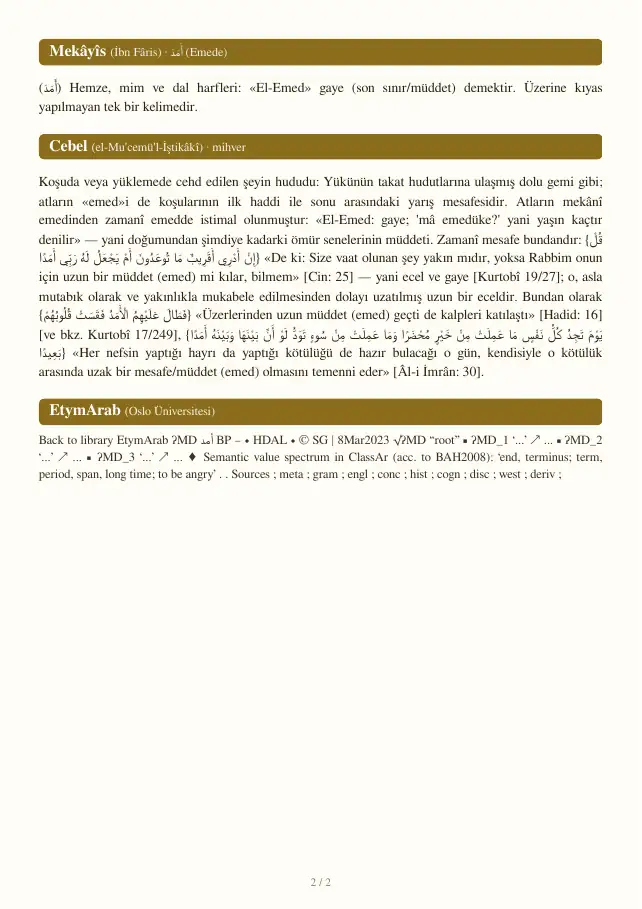 Mekâyîs (İbn Fâris) · أَمَدَ (Emede)
(أَمَدَ) Hemze, mim ve dal harfleri: «El-Emed» gaye (son sınır/müddet) demektir. Üzerine kıyas
yapılmayan tek bir kelimedir.
Cebel (el-Mu'cemü'l-İştikâkî) · mihver
Koşuda veya yüklemede cehd edilen şeyin hududu: Yükünün takat hudutlarına ulaşmış dolu gemi gibi;
atların «emed»i de koşularının ilk haddi ile sonu arasındaki yarış mesafesidir. Atların mekânî
emedinden zamanî emedde istimal olunmuştur: «El-Emed: gaye; 'mâ emedüke?' yani yaşın kaçtır
denilir» — yani doğumundan şimdiye kadarki ömür senelerinin müddeti. Zamanî mesafe bundandır: {قُلْ
إِنْ أَدْرِي أَقَرِيبٌ مَا تُوعَدُونَ أَمْ يَجْعَلُ لَهُ رَبِّي أَمَدًا} «De ki: Size vaat olunan şey yakın mıdır, yoksa Rabbim onun
için uzun bir müddet (emed) mi kılar, bilmem» [Cin: 25] — yani ecel ve gaye [Kurtobî 19/27]; o, asla
mutabık olarak ve yakınlıkla mukabele edilmesinden dolayı uzatılmış uzun bir eceldir. Bundan olarak
{فَطَالَ عَلَيْهِمُ الْأَمَدُ فَقَسَتْ قُلُوبُهُمْ} «Üzerlerinden uzun müddet (emed) geçti de kalpleri katılaştı» [Hadid: 16]
[ve bkz. Kurtobî 17/249], {يَوْمَ تَجِدُ كُلُّ نَفْسٍ مَا عَمِلَتْ مِنْ خَيْرٍ مُحْضَرًا وَمَا عَمِلَتْ مِنْ سُوءٍ تَوَدُّ لَوْ أَنَّ بَيْنَهَا وَبَيْنَهُ أَمَدًا
بَعِيدًا} «Her nefsin yaptığı hayrı da yaptığı kötülüğü de hazır bulacağı o gün, kendisiyle o kötülük
arasında uzak bir mesafe/müddet (emed) olmasını temenni eder» [Âl-i İmrân: 30].
EtymArab (Oslo Üniversitesi)
Back to library EtymArab ʔMD أمد BP – • HDAL • © SG | 8Mar2023 √ʔMD “root” ▪ ʔMD_1 ‘...’ ↗ ... ▪ ʔMD_2
‘...’ ↗ ... ▪ ʔMD_3 ‘...’ ↗ ... ♦ Semantic value spectrum in ClassAr (acc. to BAH2008): ‘end, terminus; term,
period, span, long time; to be angry’ . . Sources ; meta ; gram ; engl ; conc ; hist ; cogn ; disc ; west ; deriv ;
2 / 2